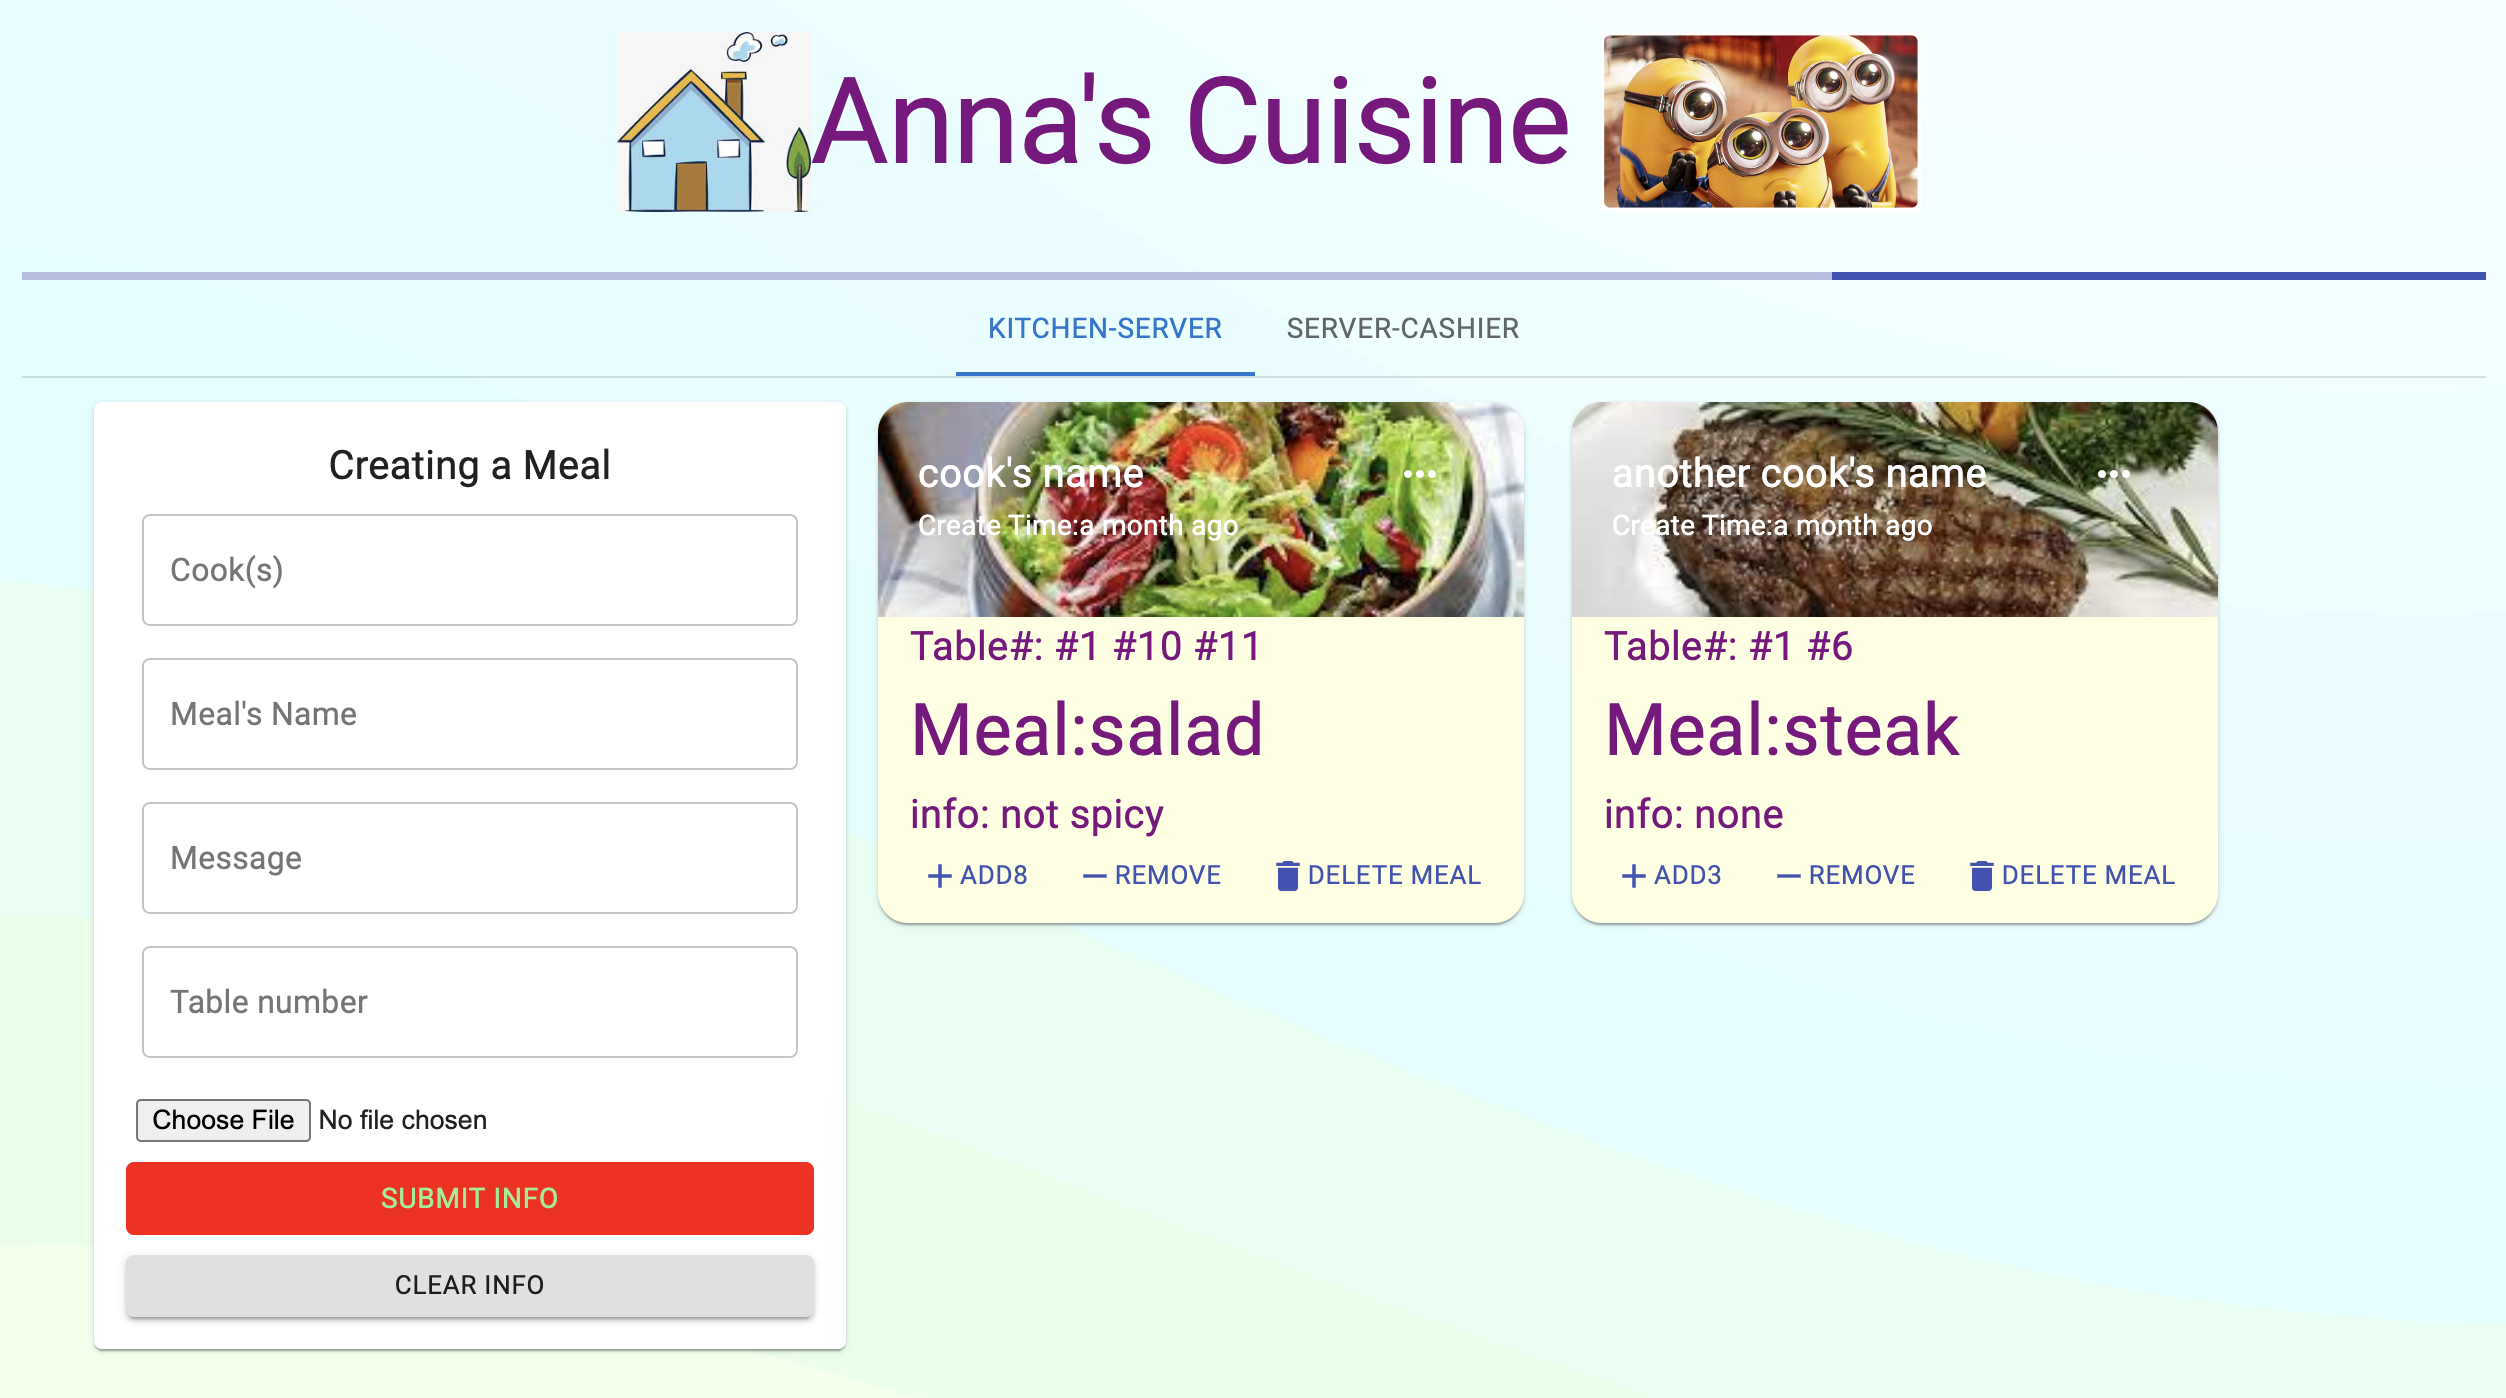 Anna's Cuisine
KITCHEN-SERVER
SERVER-CASHIER
Creating a Meal
Cook(s)
Meal's Name
Message
Table number
Choose File No file chosen
SUBMIT INFO
CLEAR INFO
cook's name
Create Time:a month ago
Table#: #1 #10 #11
Meal:salad
info: not spicy
ADD8 REMOVE DELETE MEAL
another cook's name
Create Time:a month ago
Table#: #1 #6
Meal:steak
info: none
ADD3 REMOVE DELETE MEAL